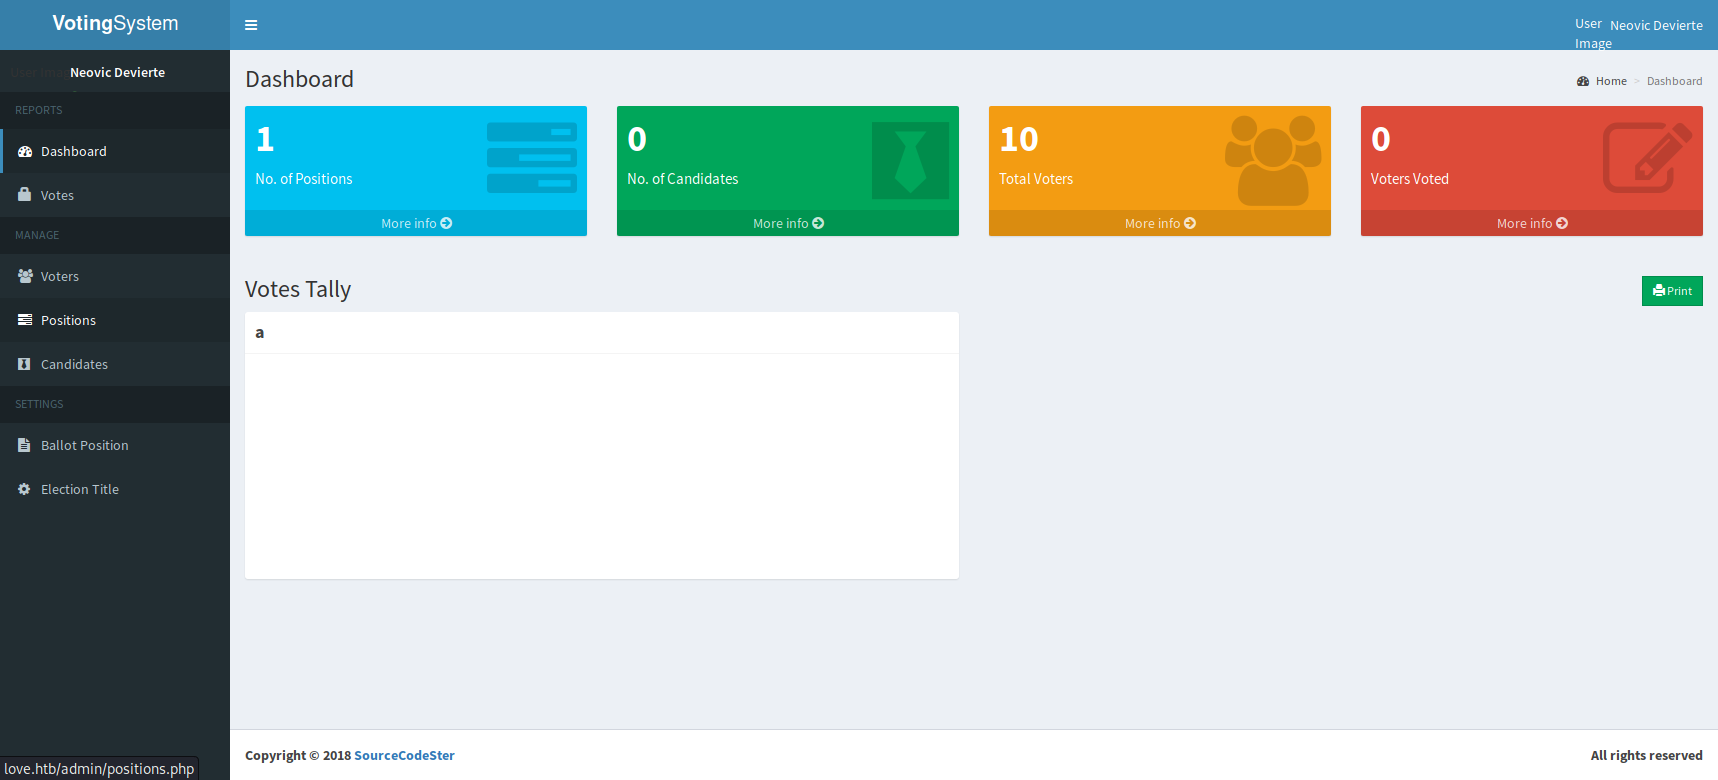 VotingSystem
User Image
Neovic Devierte
Neovic Devierte
REPORTS
Dashboard
Votes
MANAGE
Voters
Positions
Candidates
SETTINGS
Ballot Position
Election Title
Dashboard
Home > Dashboard
1
No. of Positions
More info
0
No. of Candidates
More info
10
Total Voters
More info
0
Voters Voted
More info
Votes Tally
Print
a
Copyright © 2018 SourceCodeSter
All rights reserved
love.htb/admin/positions.php